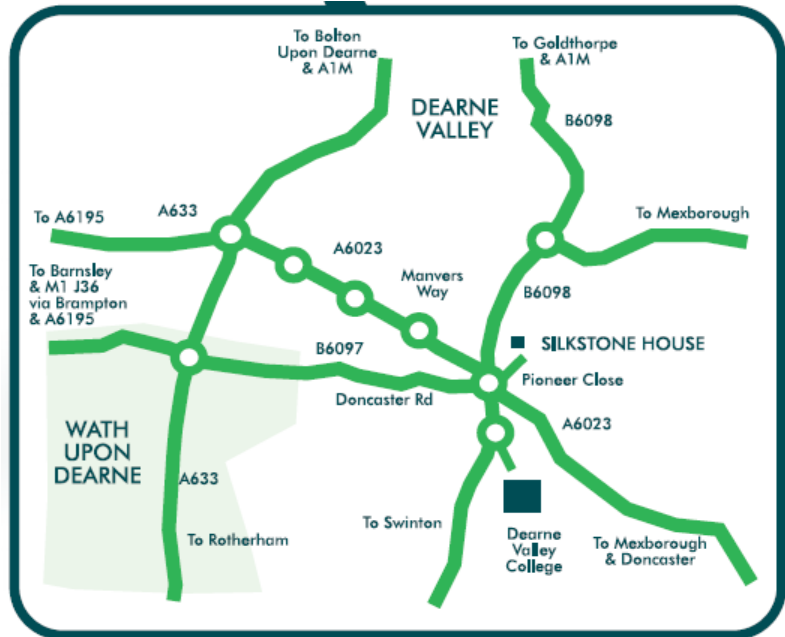 To Bolton
Upon Dearne
& A1M
To Goldthorpe
& A1M
DEARNE
VALLEY
B6098
To A6195
A633
To Mexborough
A6023
To Barnsley
& M1 J36
via Brampton
& A6195
Manvers
Way
B6098
B6097
SILKSTONE HOUSE
Pioneer Close
Doncaster Rd
A6023
WATH
UPON
DEARNE
A633
To Swinton
To Rotherham
Dearne
Valley
College
To Mexborough
& Doncaster